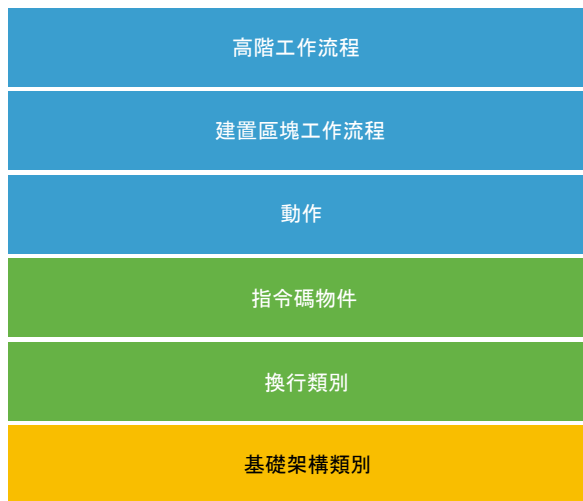 高階工作流程
建置區塊工作流程
動作
指令碼物件
換行類別
基礎架構類別